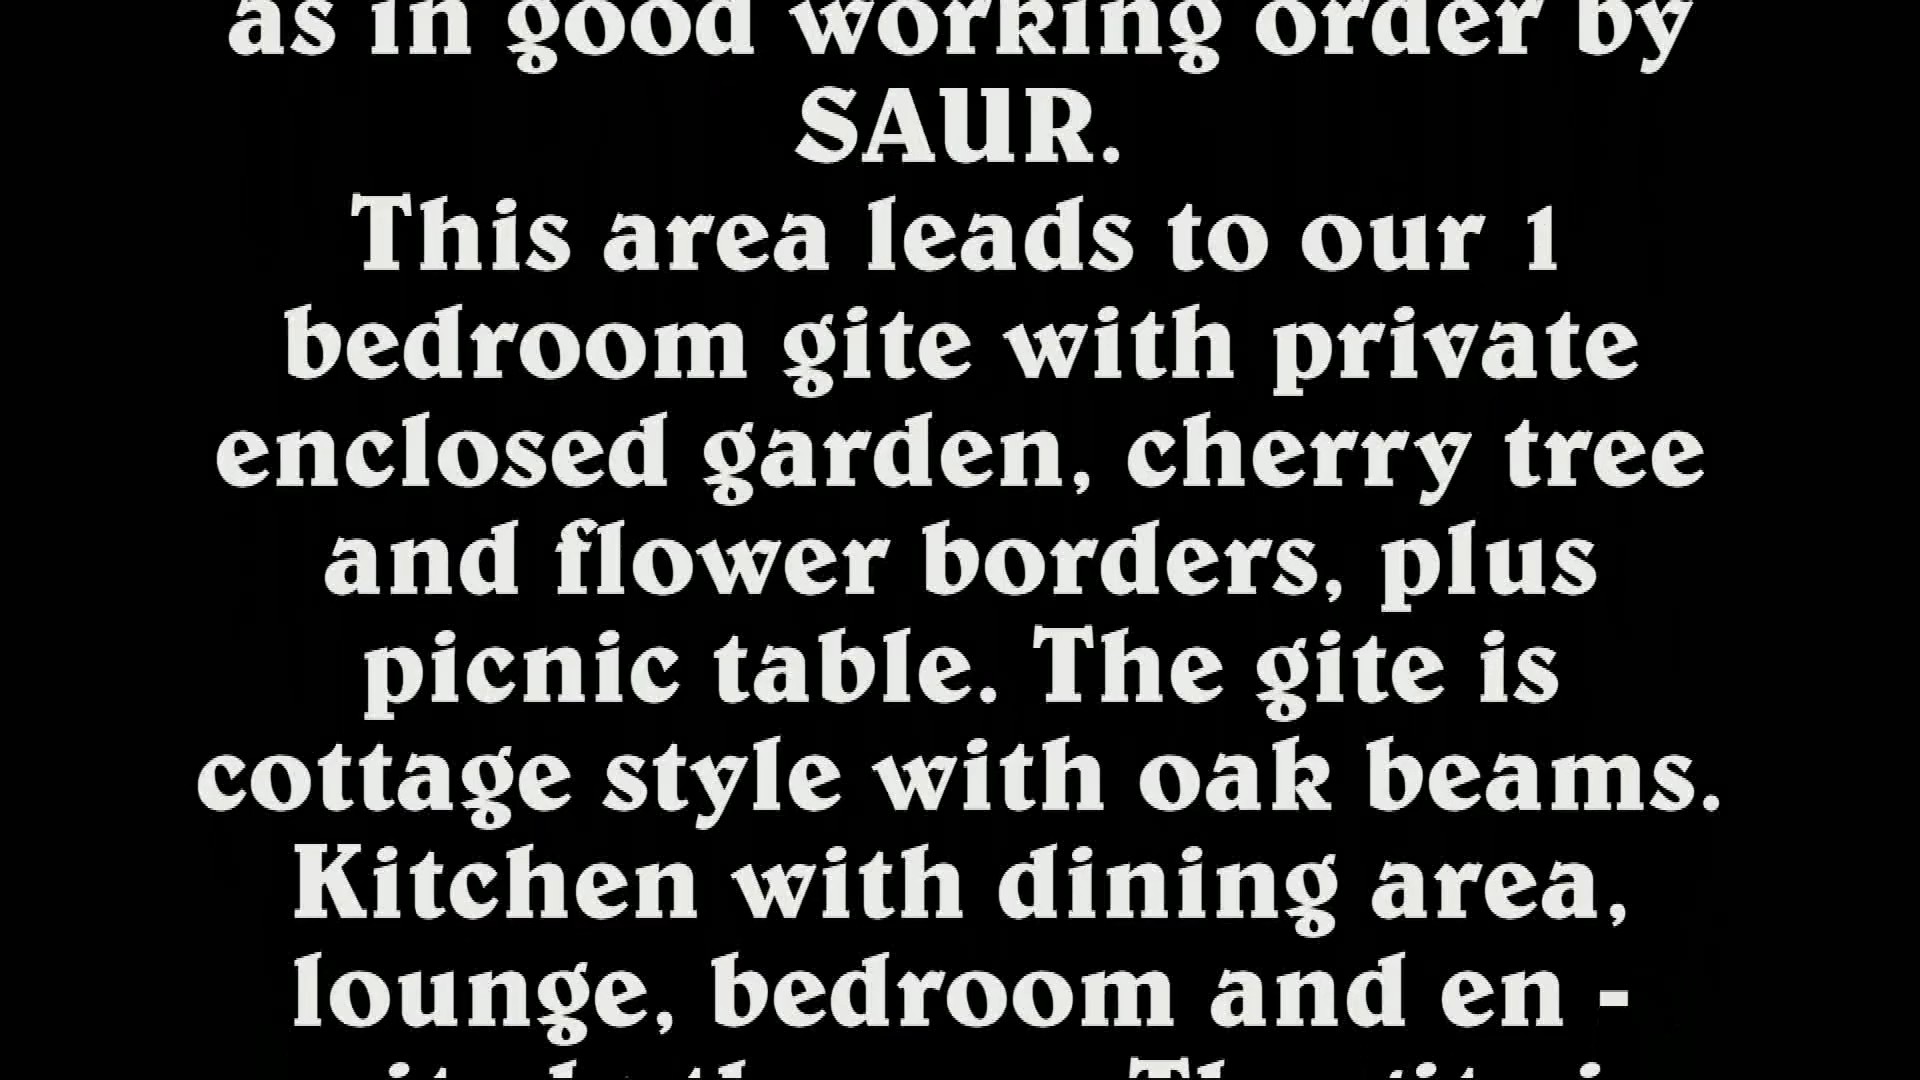 as in good working order by
SAUR.
This area leads to our 1
bedroom gite with private
enclosed garden, cherry tree
and flower borders, plus
picnic table. The gite is
cottage style with oak beams.
Kitchen with dining area,
lounge, bedroom and en -